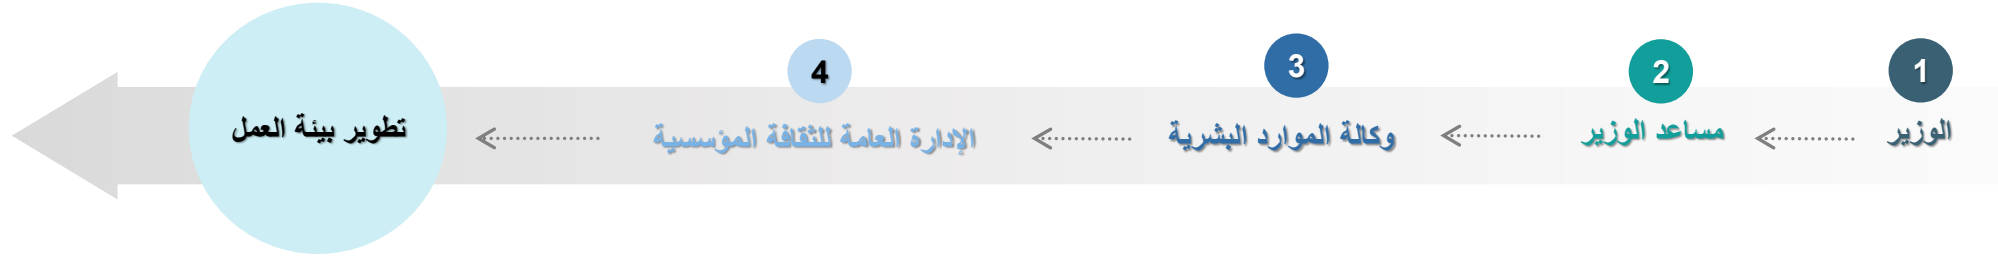 1
الوزير
2
مساعد الوزير
3
وكالة الموارد البشرية
4
الإدارة العامة للثقافة المؤسسية
تطوير بيئة العمل